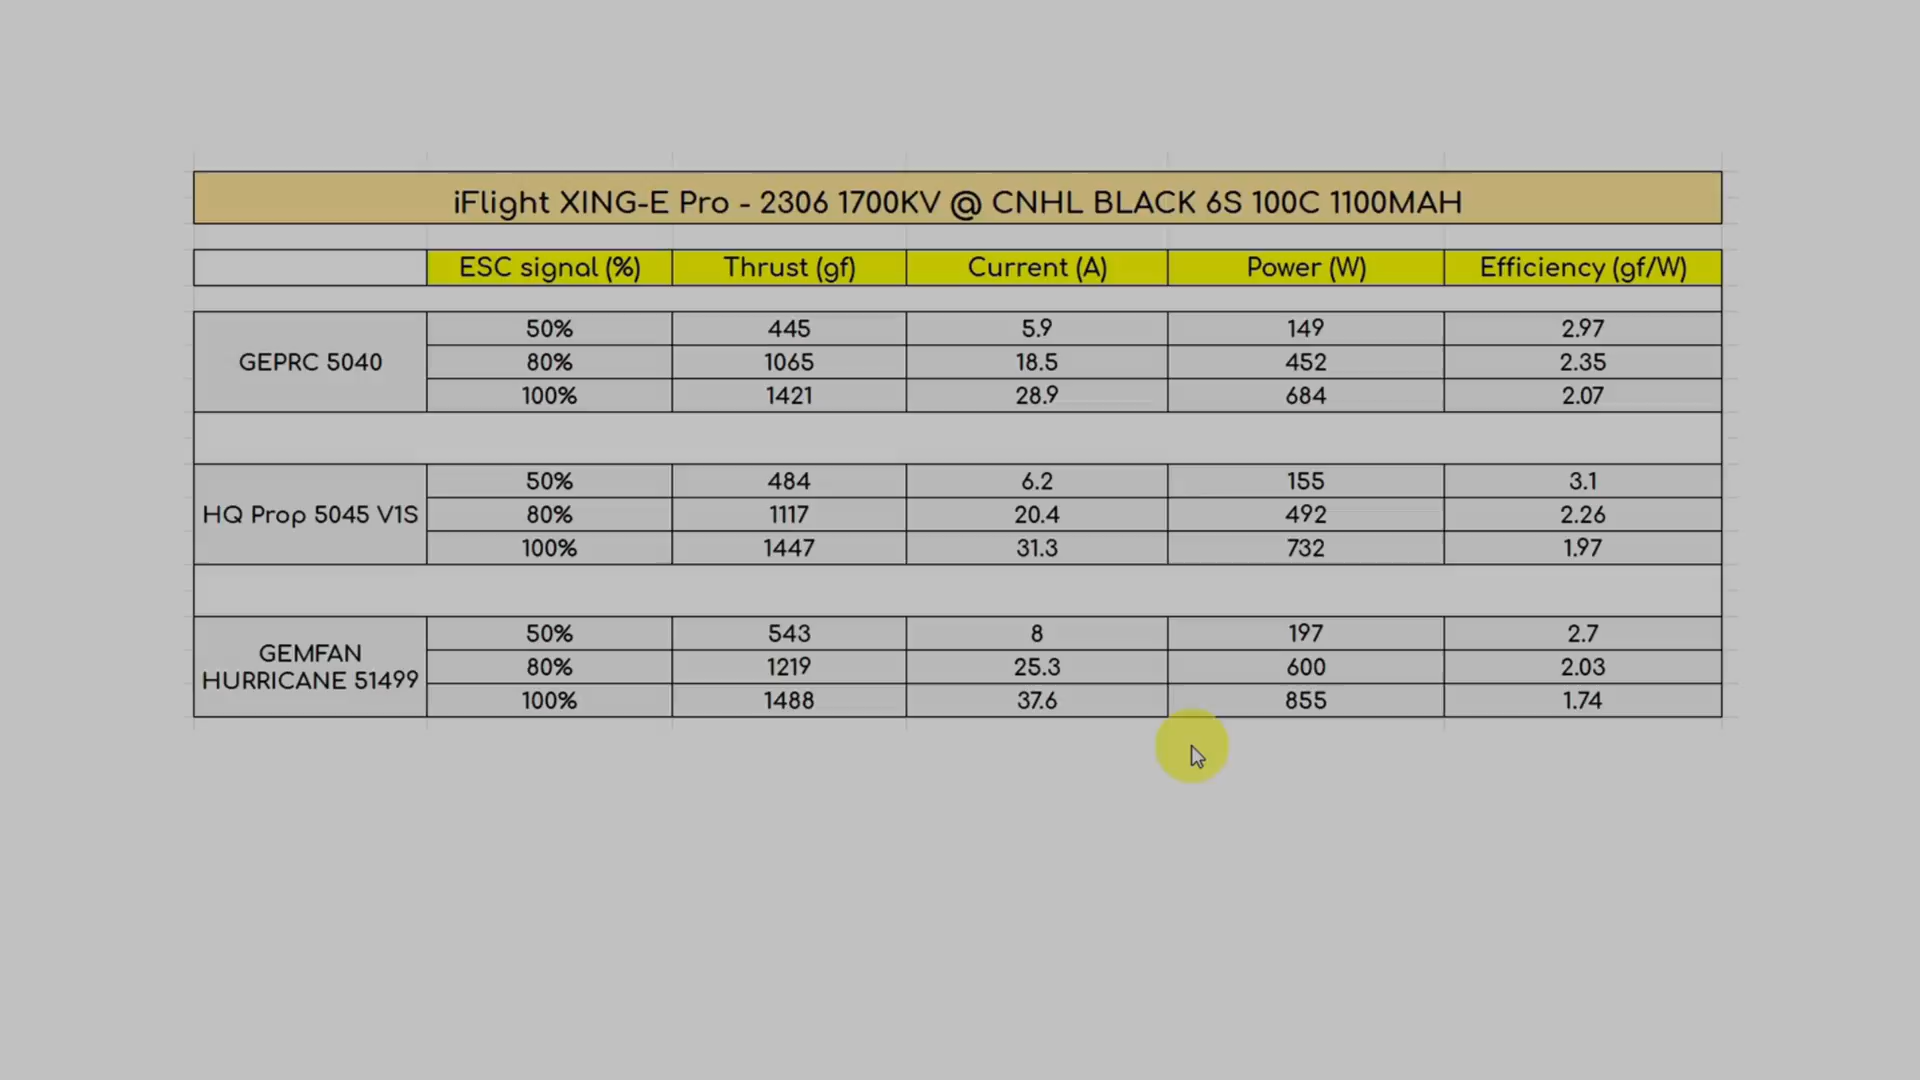 iFlight XING-E Pro - 2306 1700KV @ CNHL BLACK 6S 100C 1100MAH
ESC signal (%) Thrust (gf) Current (A) Power (W) Efficiency (gf/W)
GEPRC 5040
50% 445 5.9 149 2.97
80% 1065 18.5 452 2.35
100% 1421 28.9 684 2.07
HQ Prop 5045 V1S
50% 484 6.2 155 3.1
80% 1117 20.4 492 2.26
100% 1447 31.3 732 1.97
GEMFAN
HURRICANE 51499
50% 543 8 197 2.7
80% 1219 25.3 600 2.03
100% 1488 37.6 855 1.74